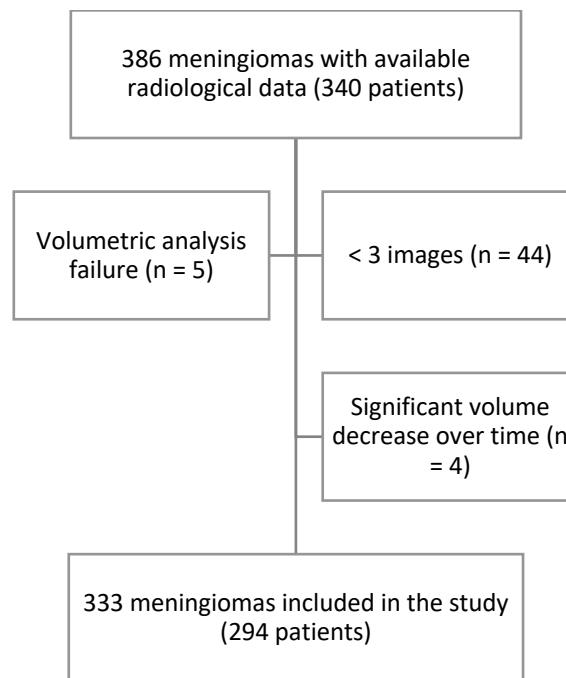 386 meningiomas with available
radiological data (340 patients)
Volumetric analysis
failure (n = 5)
< 3 images (n = 44)
Significant volume
decrease over time (n
= 4)
333 meningiomas included in the study
(294 patients)